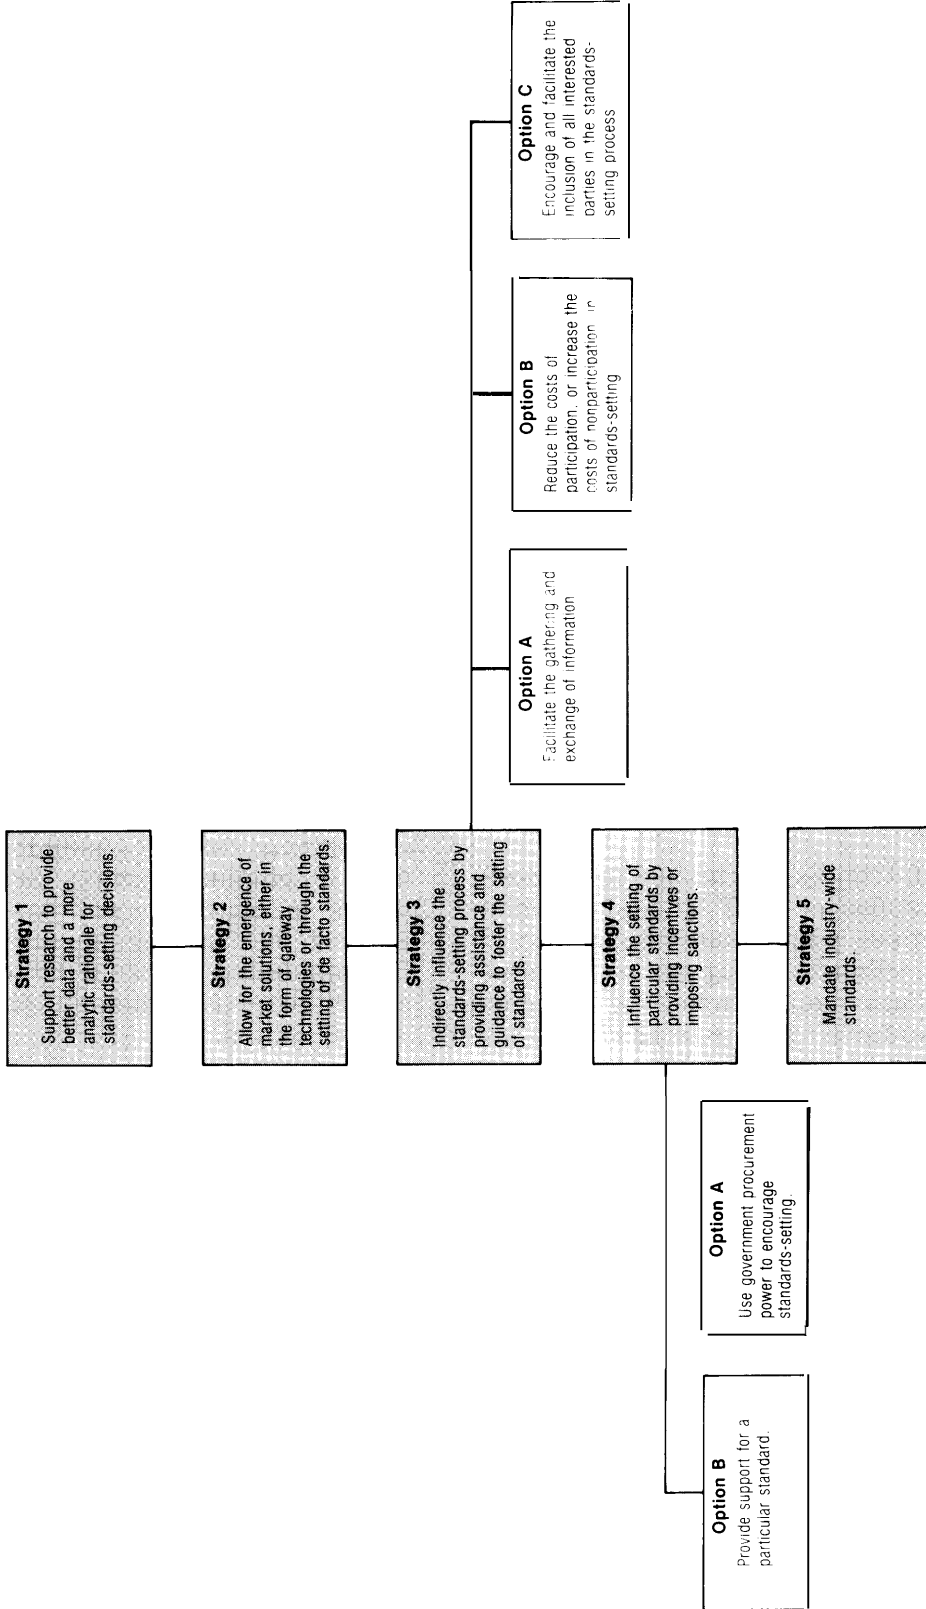 Strategy 1
Support research to provide
better data and a more
analytic rationale for
standards-setting decisions.
Strategy 2
Allow for the emergence of
market solutions, either in
the form of gateway
technologies or through the
setting of de facto standards.
Strategy 3
Indirectly influence the
standards-setting process by
providing assistance and
guidance to foster the setting
of standards.
Option A
Facilitate the gathering and
exchange of information
Option B
Reduce the costs of
participation, or increase the
costs of nonparticipation in
standards-setting
Option C
Encourage and facilitate the
inclusion of all interested
parties in the standards-
setting process
Strategy 4
Influence the setting of
particular standards by
providing incentives or
imposing sanctions.
Option A
Use government procurement
power to encourage
standards-setting.
Option B
Provide support for a
particular standard.
Strategy 5
Mandate industry-wide
standards.